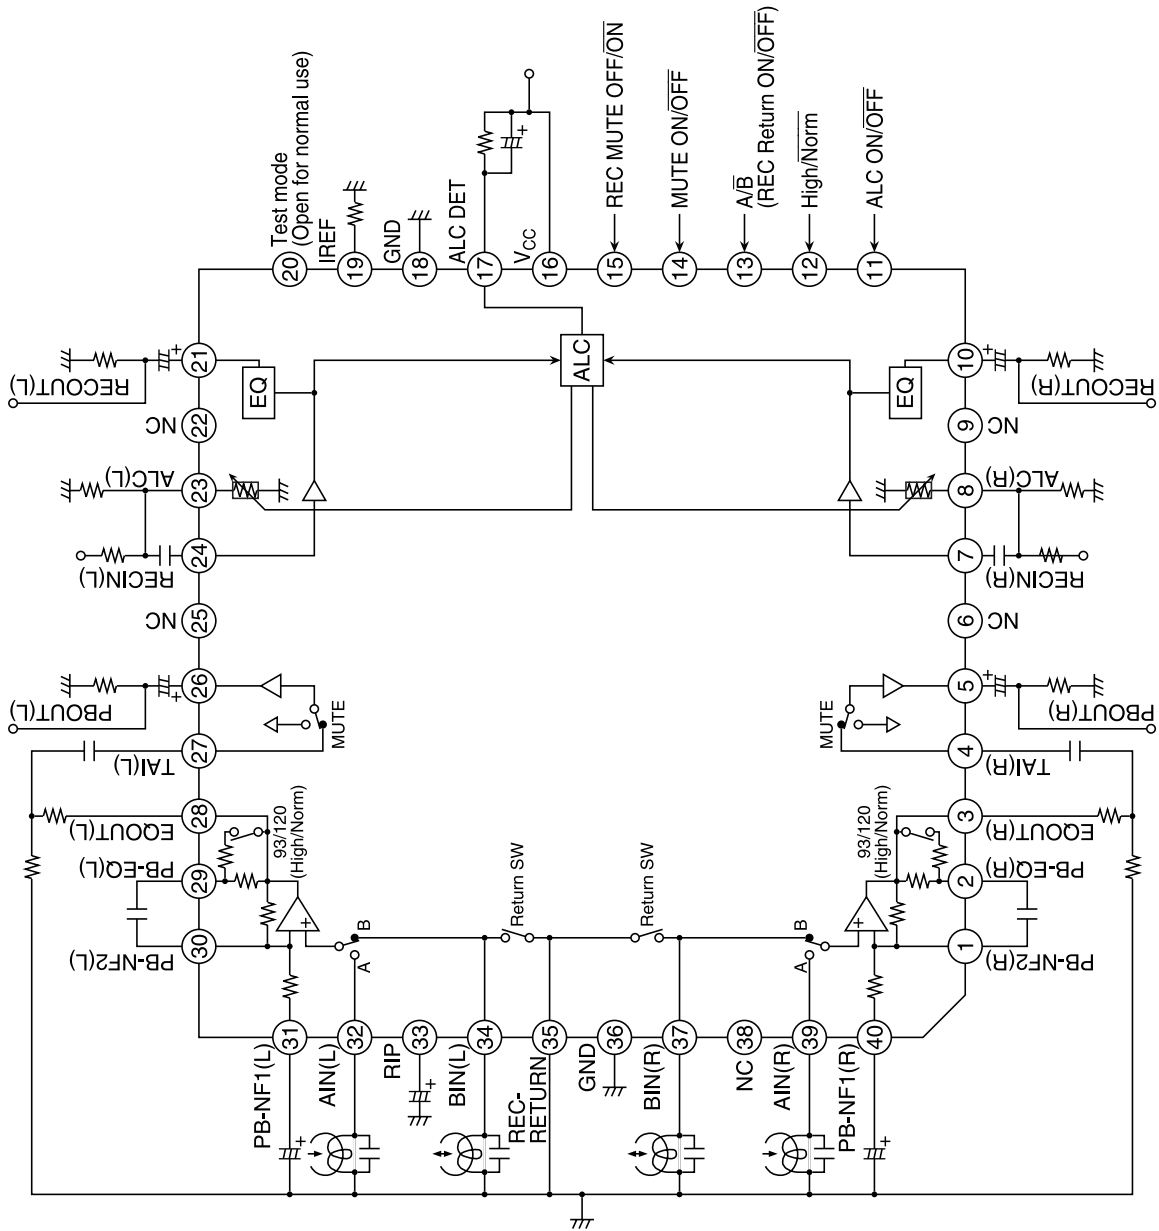 Test mode
(Open for normal use)
20
IREF
19
GND
18
ALC DET
17
+
VCC
16
REC MUTE OFF/O̅N̅
15
MUTE ON/O̅F̅F̅
14
A/B̅
(REC Return ON/O̅F̅F̅)
13
High/N̅o̅r̅m̅
12
ALC ON/O̅F̅F̅
11
RECOUT(L)
+
21
NC
22
ALC(L)
23
RECIN(L)
24
NC
25
PBOUT(L)
+
26
TAI(L)
27
EQOUT(L)
28
PB-EQ(L)
29
PB-NF2(L)
30
EQ
ALC
EQ
MUTE
MUTE
93/120
(High/Norm)
93/120
(High/Norm)
+
+
A
B
Return SW
Return SW
B
A
10
+
RECOUT(R)
9
NC
8
ALC(R)
7
RECIN(R)
6
NC
5
+
PBOUT(R)
4
TAI(R)
3
EQOUT(R)
2
PB-EQ(R)
1
PB-NF2(R)
31
PB-NF1(L)
+
32
AIN(L)
33
RIP
+
34
BIN(L)
35
REC-
RETURN
36
GND
37
BIN(R)
38
NC
39
AIN(R)
40
PB-NF1(R)
+